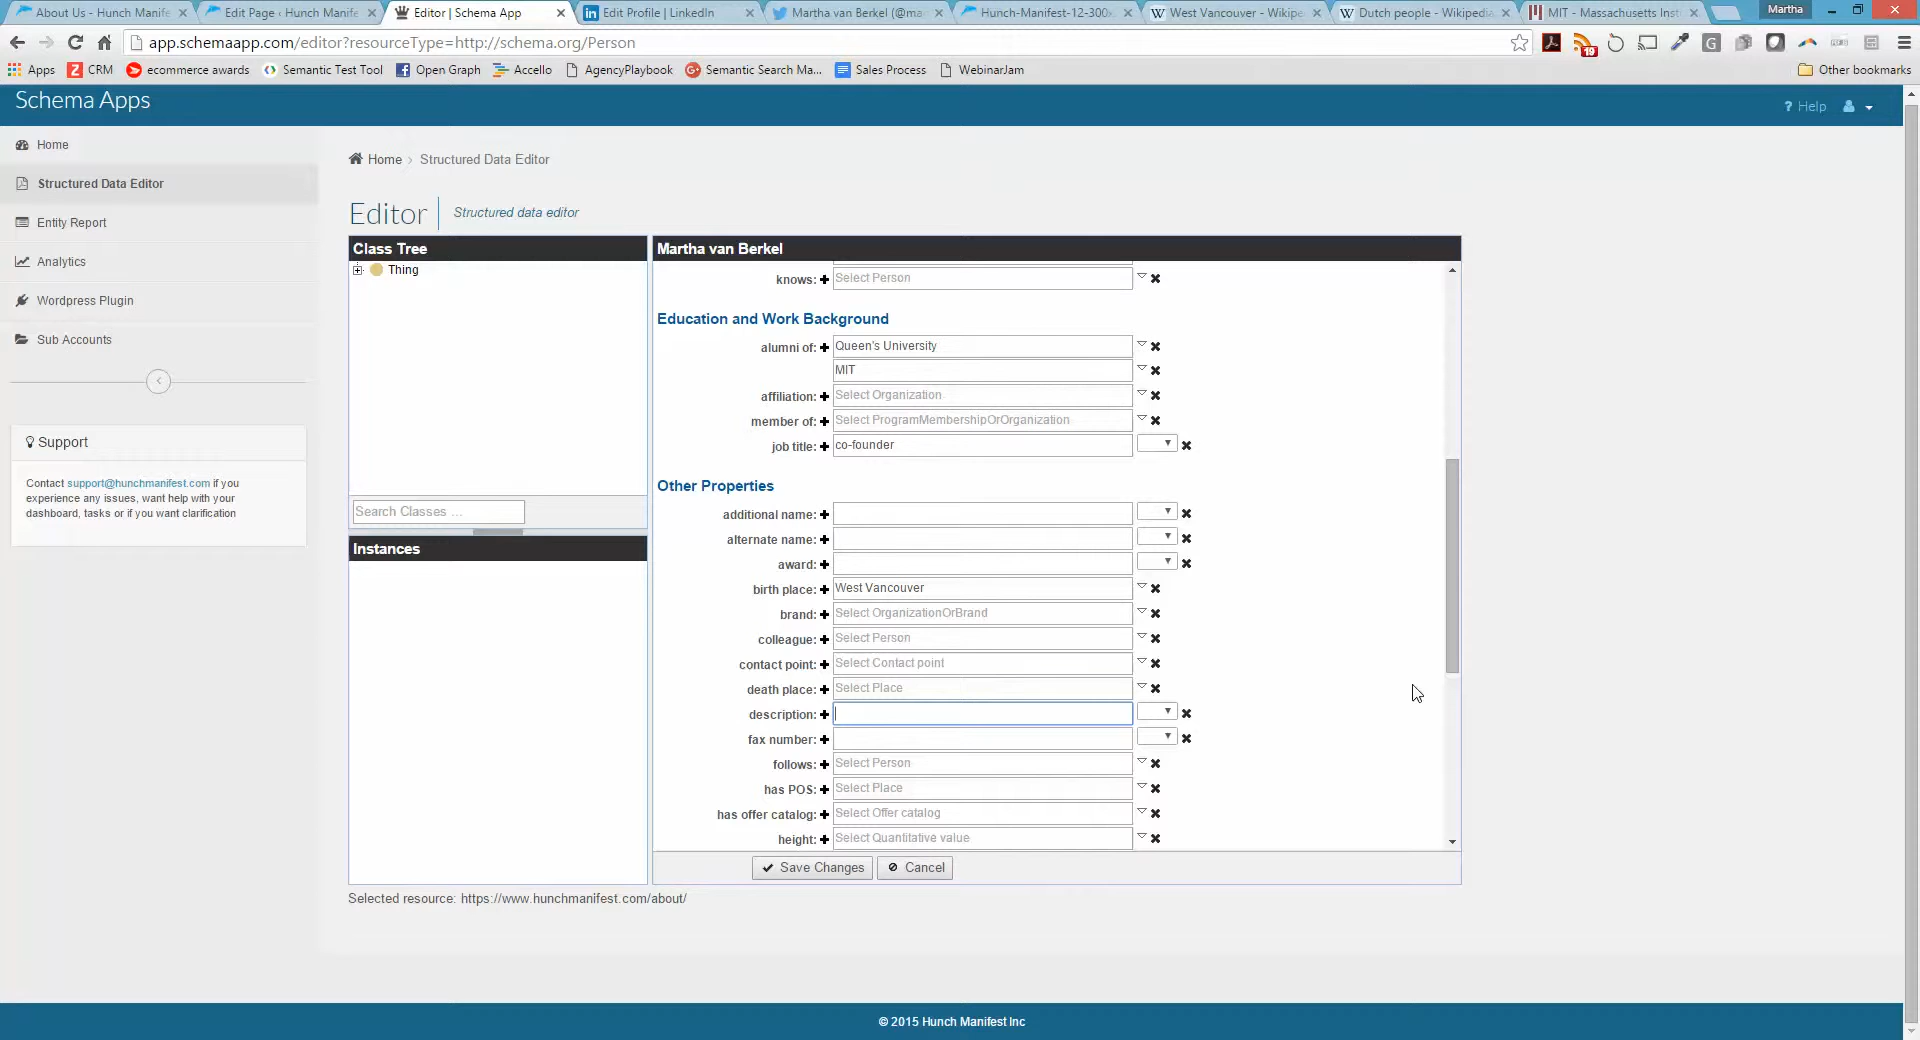 About Us - Hunch Manife
Edit Page ‹ Hunch Manife
Editor | Schema App
Edit Profile | LinkedIn
Martha van Berkel (@ma
Hunch-Manifest-12-300x
West Vancouver - Wikipe
Dutch people - Wikipedia
MIT - Massachusetts Inst
Martha
app.schemaapp.com/editor?resourceType=http://schema.org/Person
19
Apps
CRM
ecommerce awards
Semantic Test Tool
Open Graph
Accello
AgencyPlaybook
Semantic Search Ma...
Sales Process
WebinarJam
Other bookmarks
Schema Apps
? Help
Home
Structured Data Editor
Entity Report
Analytics
Wordpress Plugin
Sub Accounts
Support
Contact support@hunchmanifest.com if you
experience any issues, want help with your
dashboard, tasks or if you want clarification
Home › Structured Data Editor
Editor
Structured data editor
Class Tree
Thing
Search Classes ...
Instances
Martha van Berkel
knows: Select Person
Education and Work Background
alumni of: Queen's University
MIT
affiliation: Select Organization
member of: Select ProgramMembershipOrOrganization
job title: co-founder
Other Properties
additional name:
alternate name:
award:
birth place: West Vancouver
brand: Select OrganizationOrBrand
colleague: Select Person
contact point: Select Contact point
death place: Select Place
description:
fax number:
follows: Select Person
has POS: Select Place
has offer catalog: Select Offer catalog
height: Select Quantitative value
Save Changes
Cancel
Selected resource: https://www.hunchmanifest.com/about/
© 2015 Hunch Manifest Inc